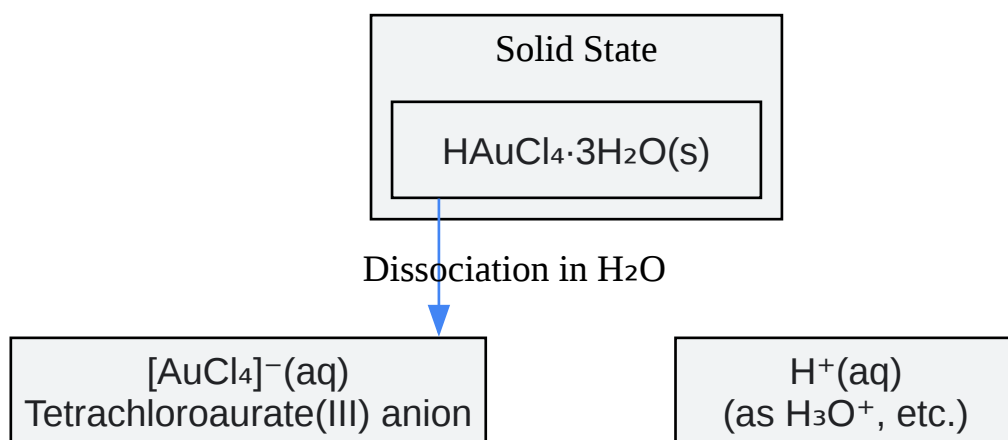 Solid State
HAuCl₄·3H₂O(s)
Dissociation in H₂O
[AuCl₄]⁻(aq)
Tetrachloroaurate(III) anion
H⁺(aq)
(as H₃O⁺, etc.)